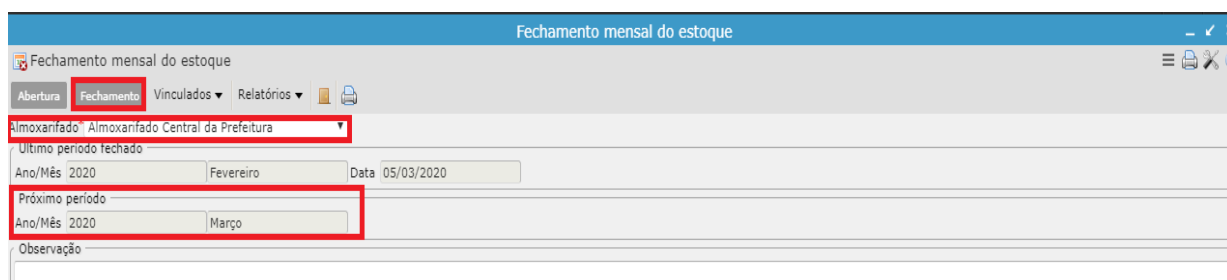 Fechamento mensal do estoque
Fechamento mensal do estoque
Abertura Fechamento Vinculados Relatórios
Almoxarifado* Almoxarifado Central da Prefeitura
Último período fechado
Ano/Mês 2020 Fevereiro Data 05/03/2020
Próximo período
Ano/Mês 2020 Março
Observação